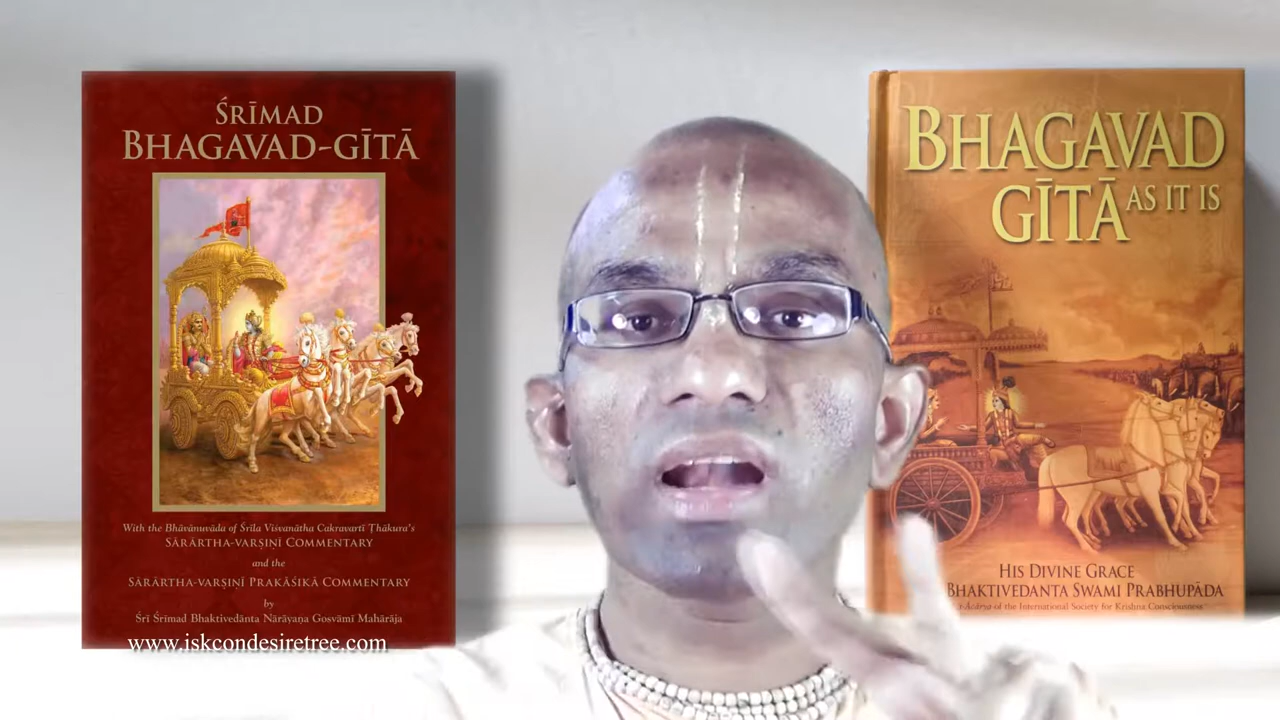 ŚRĪMAD
BHAGAVAD-GĪTĀ
With the Bhāvānuvāda of Śrīla Viśvanātha Cakravartī Ṭhākura's
SĀRĀRTHA-VARṢIṆĪ COMMENTARY
and the
SĀRĀRTHA-VARṢIṆĪ PRAKĀŚIKĀ COMMENTARY
by
Śrī Śrīmad Bhaktivedānta Nārāyaṇa Gosvāmī Mahārāja
www.iskcondesiretree.com
BHAGAVAD
GĪTĀ AS IT IS
HIS DIVINE GRACE
BHAKTIVEDANTA SWAMI PRABHUPĀDA
of the International Society for Krishna Consciousness